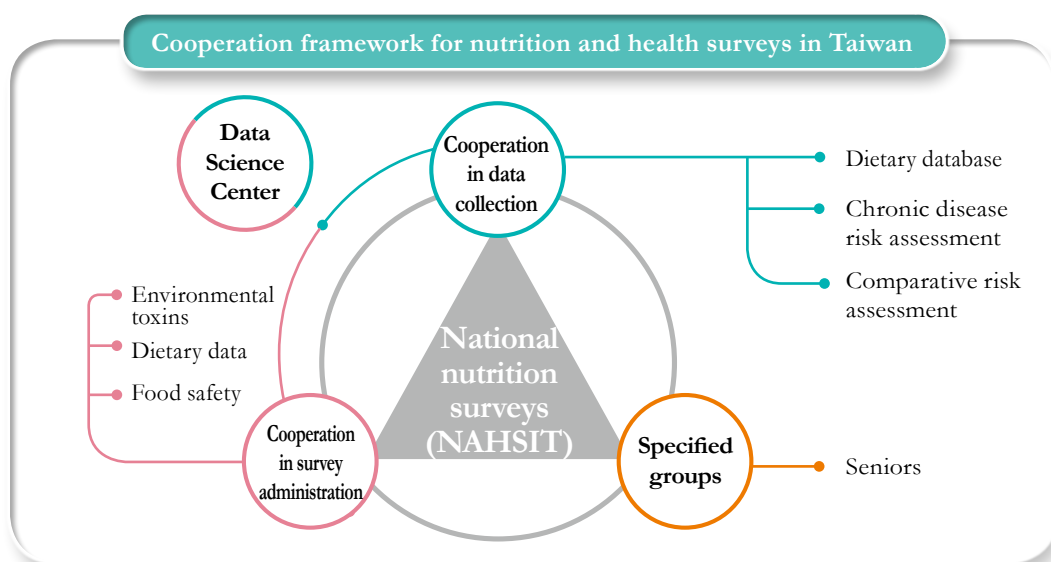 Cooperation framework for nutrition and health surveys in Taiwan
Data
Science
Center
Cooperation
in data
collection
Dietary database
Chronic disease
risk assessment
Comparative risk
assessment
Environmental
toxins
Dietary data
Food safety
National
nutrition
surveys
(NAHSIT)
Cooperation
in survey
administration
Specified
groups
Seniors